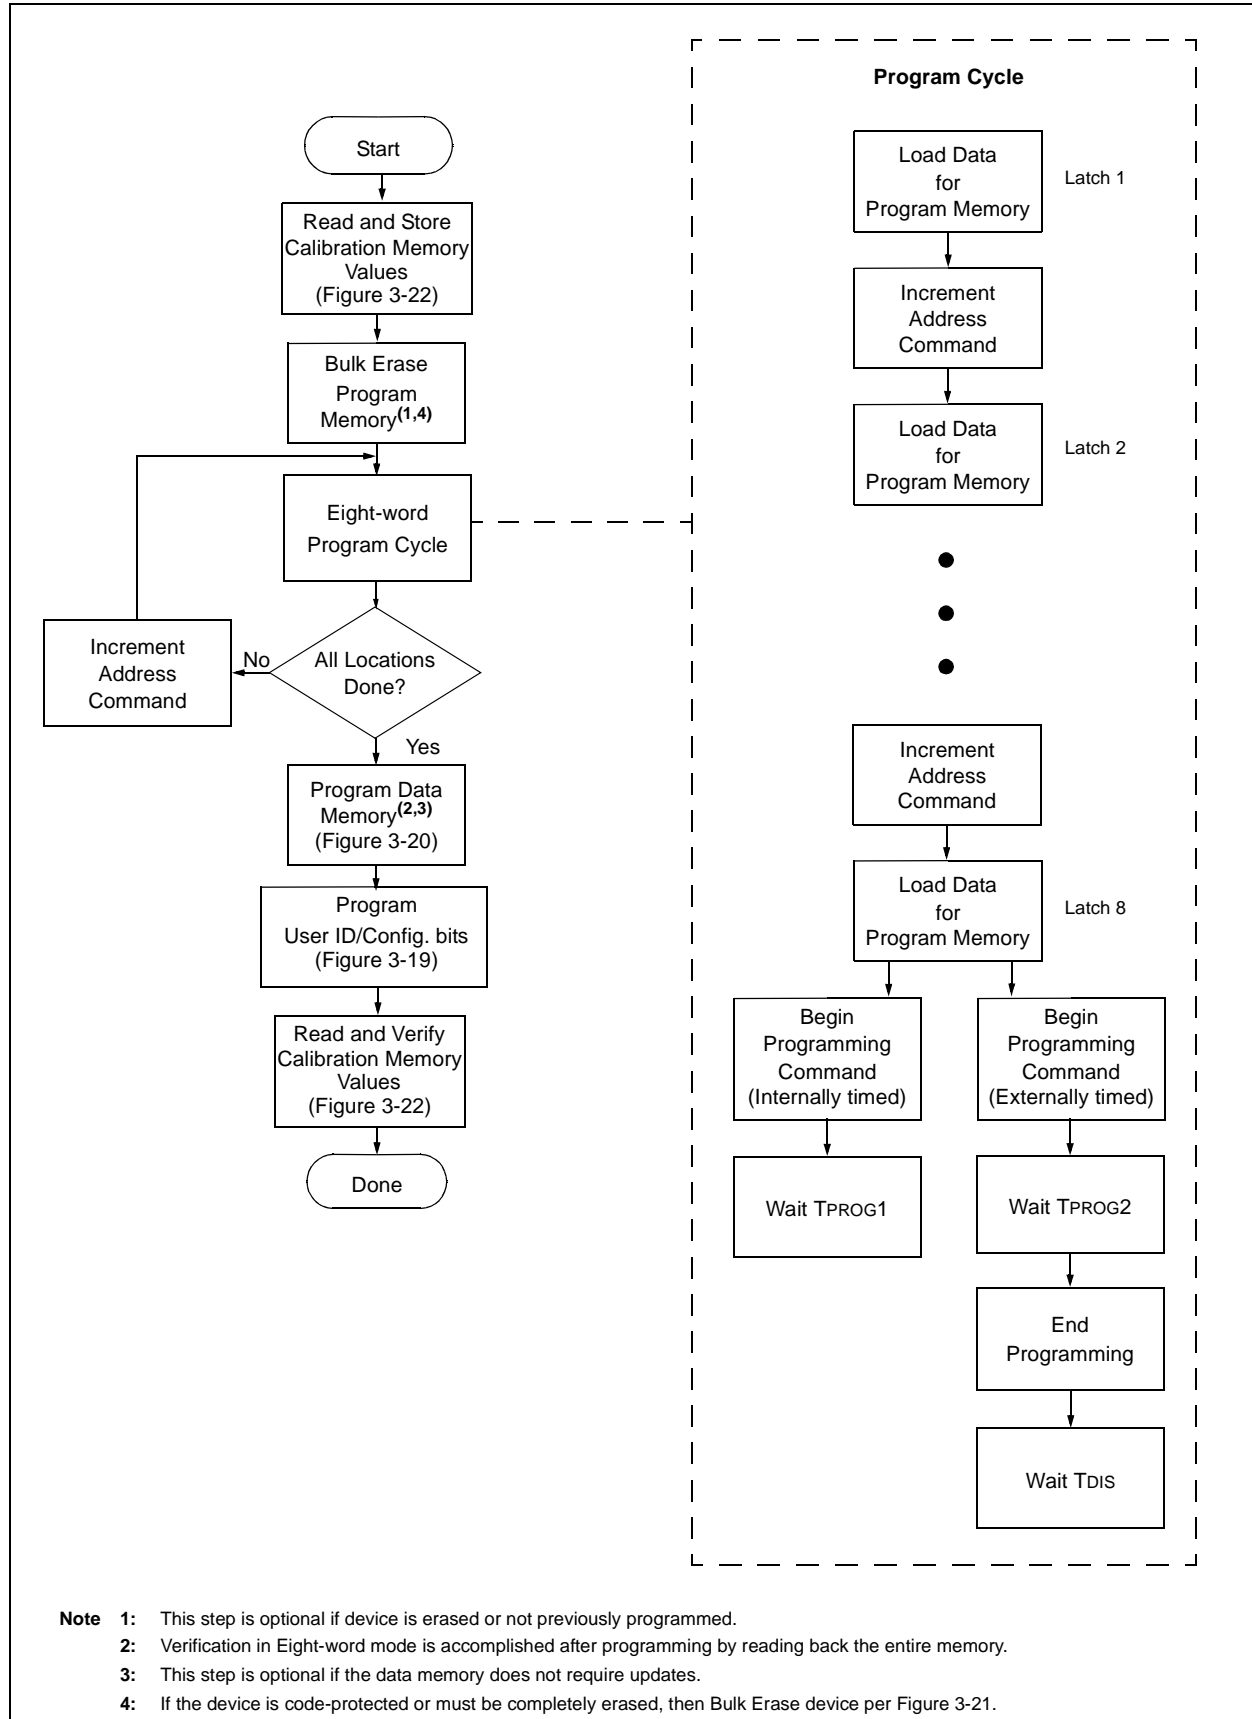 Start
Read and Store
Calibration Memory
Values
(Figure 3-22)
Bulk Erase
Program
Memory(1,4)
Eight-word
Program Cycle
Increment
Address
Command
No
All Locations
Done?
Yes
Program Data
Memory(2,3)
(Figure 3-20)
Program
User ID/Config. bits
(Figure 3-19)
Read and Verify
Calibration Memory
Values
(Figure 3-22)
Done
Program Cycle
Load Data
for
Program Memory
Latch 1
Increment
Address
Command
Load Data
for
Program Memory
Latch 2
Increment
Address
Command
Load Data
for
Program Memory
Latch 8
Begin
Programming
Command
(Internally timed)
Wait TPROG1
Begin
Programming
Command
(Externally timed)
Wait TPROG2
End
Programming
Wait TDIS
Note 1: This step is optional if device is erased or not previously programmed.
2: Verification in Eight-word mode is accomplished after programming by reading back the entire memory.
3: This step is optional if the data memory does not require updates.
4: If the device is code-protected or must be completely erased, then Bulk Erase device per Figure 3-21.